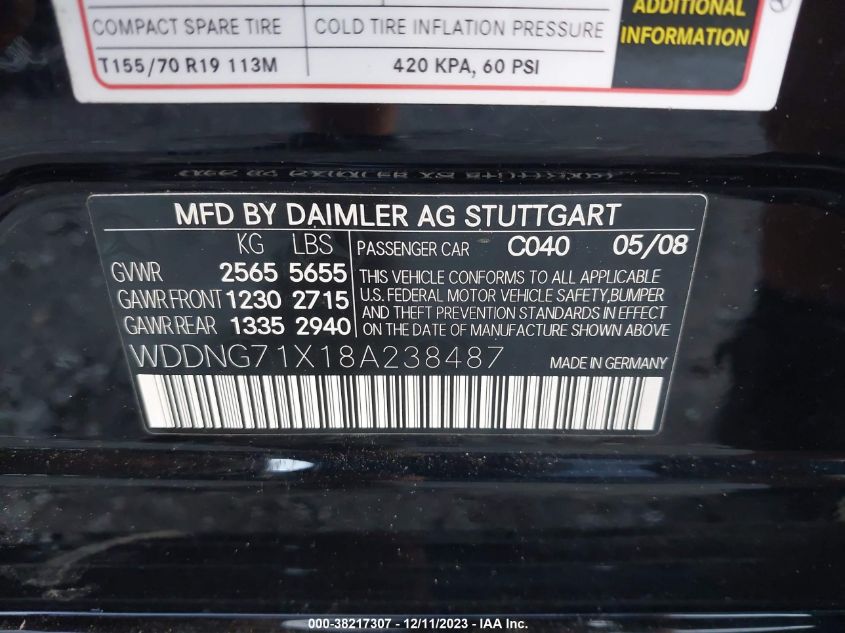 COMPACT SPARE TIRE COLD TIRE INFLATION PRESSURE
T155/70 R19 113M 420 KPA, 60 PSI
ADDITIONAL
INFORMATION
MFD BY DAIMLER AG STUTTGART
KG LBS
GVWR 2565 5655
GAWR FRONT 1230 2715
GAWR REAR 1335 2940
PASSENGER CAR C040 05/08
THIS VEHICLE CONFORMS TO ALL APPLICABLE
U.S. FEDERAL MOTOR VEHICLE SAFETY,BUMPER
AND THEFT PREVENTION STANDARDS IN EFFECT
ON THE DATE OF MANUFACTURE SHOWN ABOVE
WDDNG71X18A238487 MADE IN GERMANY
000-38217307 - 12/11/2023 - IAA Inc.